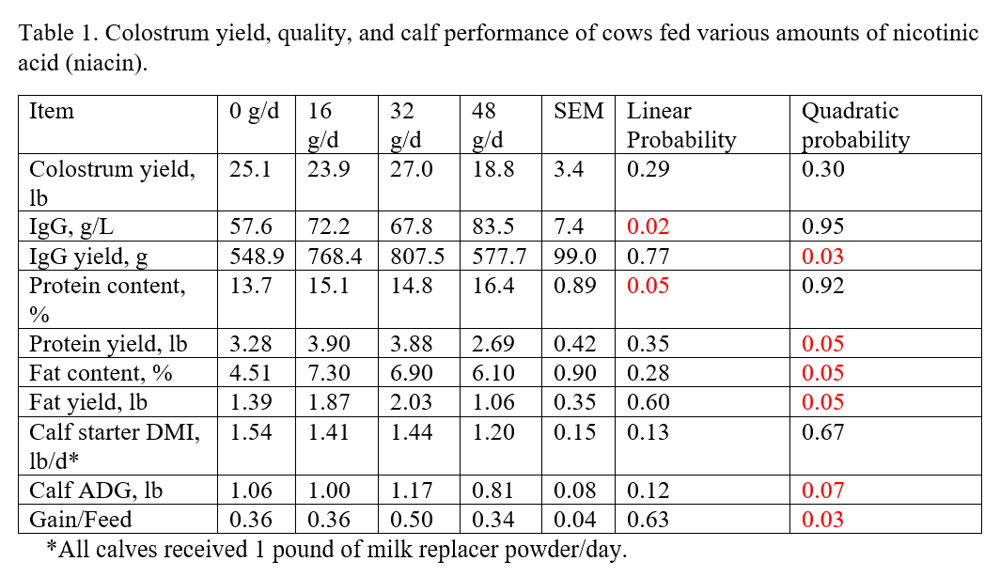 Table 1. Colostrum yield, quality, and calf performance of cows fed various amounts of nicotinic
acid (niacin).
Item 0 g/d 16 g/d 32 g/d 48 g/d SEM Linear Probability Quadratic probability
Colostrum yield, lb 25.1 23.9 27.0 18.8 3.4 0.29 0.30
IgG, g/L 57.6 72.2 67.8 83.5 7.4 0.02 0.95
IgG yield, g 548.9 768.4 807.5 577.7 99.0 0.77 0.03
Protein content, % 13.7 15.1 14.8 16.4 0.89 0.05 0.92
Protein yield, lb 3.28 3.90 3.88 2.69 0.42 0.35 0.05
Fat content, % 4.51 7.30 6.90 6.10 0.90 0.28 0.05
Fat yield, lb 1.39 1.87 2.03 1.06 0.35 0.60 0.05
Calf starter DMI, lb/d* 1.54 1.41 1.44 1.20 0.15 0.13 0.67
Calf ADG, lb 1.06 1.00 1.17 0.81 0.08 0.12 0.07
Gain/Feed 0.36 0.36 0.50 0.34 0.04 0.63 0.03
*All calves received 1 pound of milk replacer powder/day.